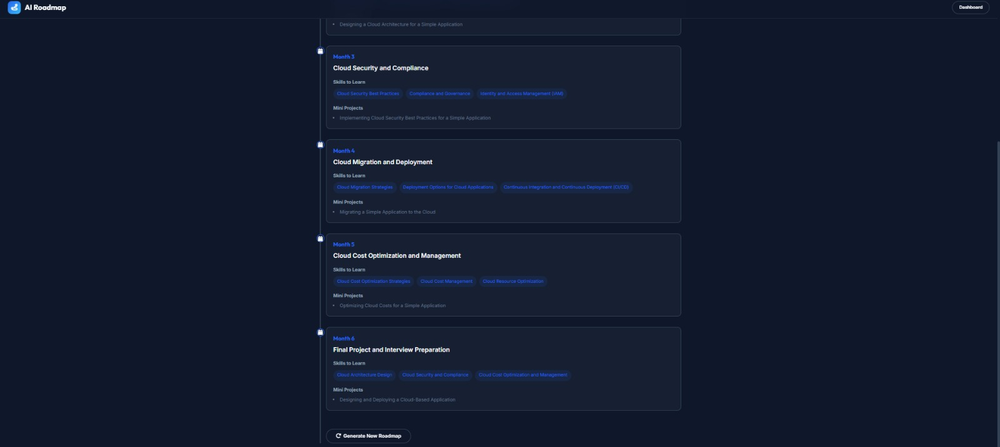 AI Roadmap
Dashboard
Designing a Cloud Architecture for a Simple Application
Month 3
Cloud Security and Compliance
Skills to Learn
Cloud Security Best Practices Compliance and Governance Identity and Access Management (IAM)
Mini Projects
Implementing Cloud Security Best Practices for a Simple Application
Month 4
Cloud Migration and Deployment
Skills to Learn
Cloud Migration Strategies Deployment Options for Cloud Applications Continuous Integration and Continuous Deployment (CI/CD)
Mini Projects
Migrating a Simple Application to the Cloud
Month 5
Cloud Cost Optimization and Management
Skills to Learn
Cloud Cost Optimization Strategies Cloud Cost Management Cloud Resource Optimization
Mini Projects
Optimizing Cloud Costs for a Simple Application
Month 6
Final Project and Interview Preparation
Skills to Learn
Cloud Architecture Design Cloud Security and Compliance Cloud Cost Optimization and Management
Mini Projects
Designing and Deploying a Cloud-Based Application
Generate New Roadmap